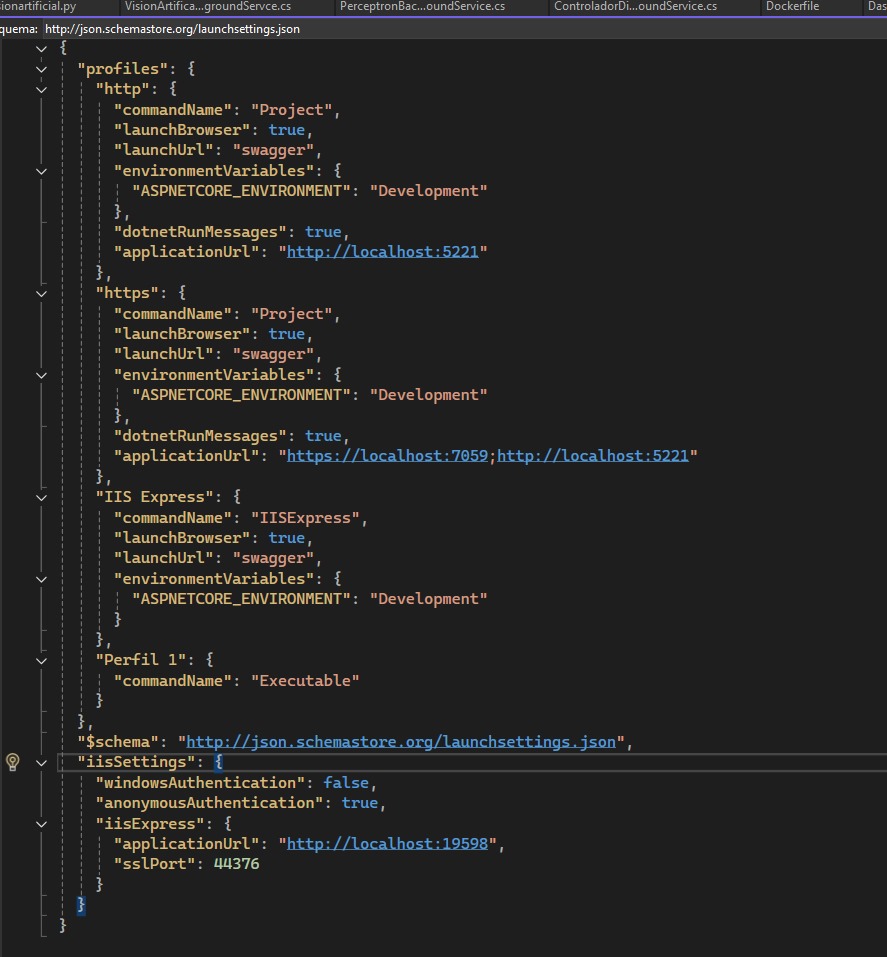 sionartificial.py VisionArtifica...groundService.cs PerceptronBac...oundService.cs ControladorDi...oundService.cs Dockerfile Das
quema: http://json.schemastore.org/launchsettings.json
{
"profiles": {
"http": {
"commandName": "Project",
"launchBrowser": true,
"launchUrl": "swagger",
"environmentVariables": {
"ASPNETCORE_ENVIRONMENT": "Development"
},
"dotnetRunMessages": true,
"applicationUrl": "http://localhost:5221"
},
"https": {
"commandName": "Project",
"launchBrowser": true,
"launchUrl": "swagger",
"environmentVariables": {
"ASPNETCORE_ENVIRONMENT": "Development"
},
"dotnetRunMessages": true,
"applicationUrl": "https://localhost:7059;http://localhost:5221"
},
"IIS Express": {
"commandName": "IISExpress",
"launchBrowser": true,
"launchUrl": "swagger",
"environmentVariables": {
"ASPNETCORE_ENVIRONMENT": "Development"
}
},
"Perfil 1": {
"commandName": "Executable"
}
},
"$schema": "http://json.schemastore.org/launchsettings.json",
"iisSettings": {
"windowsAuthentication": false,
"anonymousAuthentication": true,
"iisExpress": {
"applicationUrl": "http://localhost:19598",
"sslPort": 44376
}
}
}